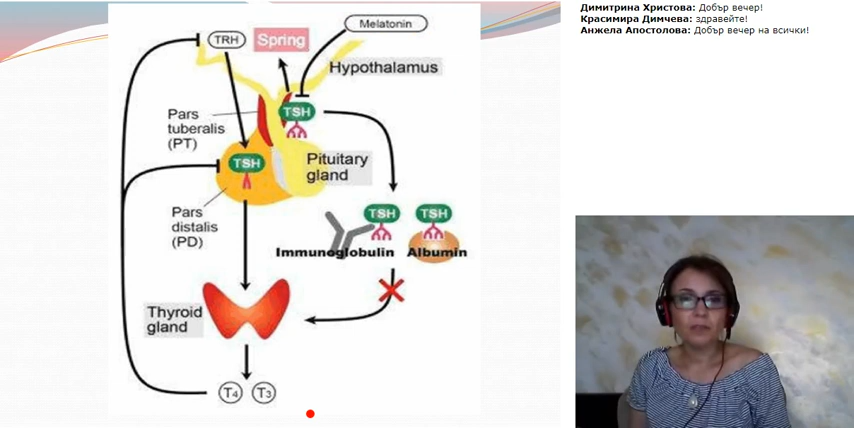 TRH
Spring
Melatonin
Hypothalamus
Pars
tuberalis
(PT)
TSH
TSH
Pituitary
gland
Pars
distalis
(PD)
TSH
TSH
Immunoglobulin
Albumin
Thyroid
gland
T4
T3
Димитрина Христова: Добър вечер!
Красимира Димчева: здравейте!
Анжела Апостолова: Добър вечер на всички!